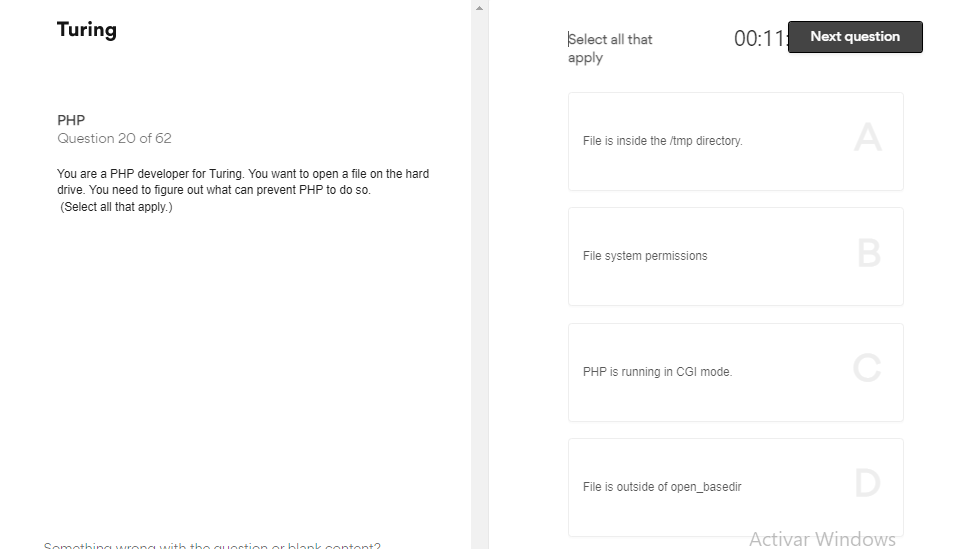 Turing
PHP
Question 20 of 62
You are a PHP developer for Turing. You want to open a file on the hard
drive. You need to figure out what can prevent PHP to do so.
(Select all that apply.)
Something wrong with the question or blank content?
Select all that
apply
00:11:
Next question
File is inside the /tmp directory.
A
File system permissions
B
PHP is running in CGI mode.
C
File is outside of open_basedir
D
Activar Windows